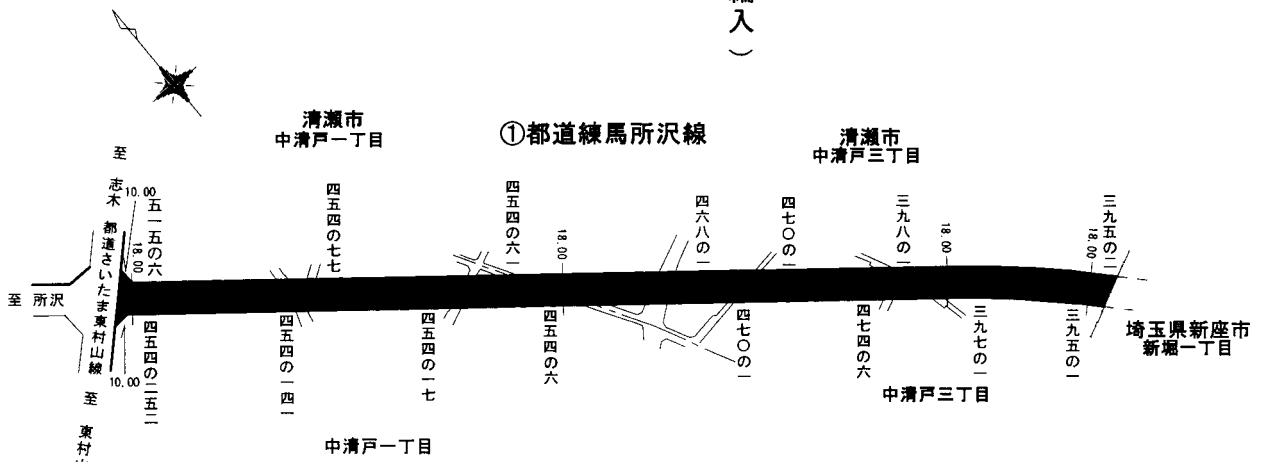 入）
清瀬市
中清戸一丁目
①都道練馬所沢線
清瀬市
中清戸三丁目
至 志木
10.00
五一五の六
18.00
四五四の七七
四五四の六一
18.00
四六八の一
四七〇の一
三九八の一
18.00
三九五の二
18.00
都道さいたま東村山線
至 所沢
10.00
四五四の二五二
四五四の一四一
四五四の一七
四五四の六
四七〇の一
四七四の六
三九七の一
三九五の一
埼玉県新座市
新堀一丁目
至 東村
中清戸一丁目
中清戸三丁目